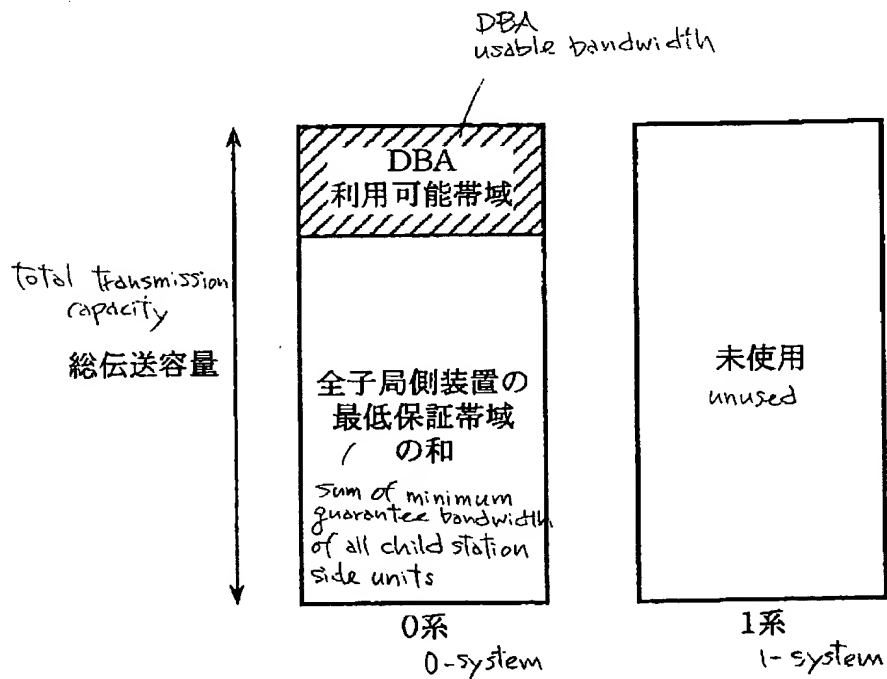 DBA
usable bandwidth
DBA
利用可能帯域
total transmission
capacity
総伝送容量
全子局側装置の
最低保証帯域
の和
sum of minimum
guarantee bandwidth
of all child station
side units
未使用
unused
0系
0-system
1系
1-system